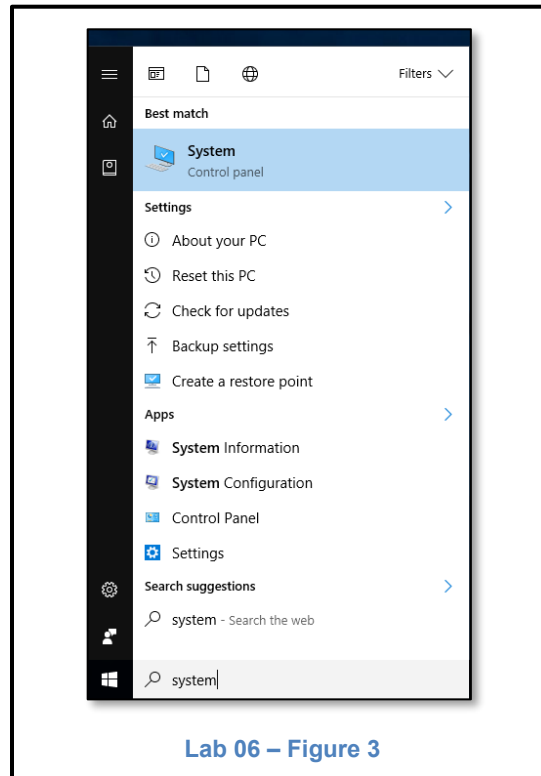 Filters
Best match
System
Control panel
Settings
About your PC
Reset this PC
Check for updates
Backup settings
Create a restore point
Apps
System Information
System Configuration
Control Panel
Settings
Search suggestions
system - Search the web
system
Lab 06 – Figure 3